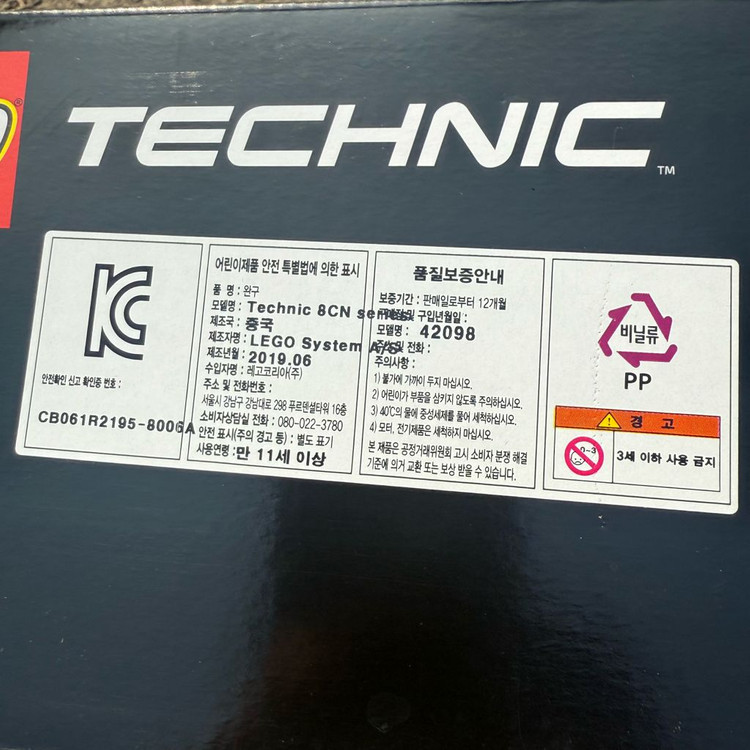 TECHNIC™
안전확인 신고 확인증 번호 :
CB061R2195-8006A
어린이제품 안전 특별법에 의한 표시
품 명 : 완구
모델명 : Technic 8CN series
제조국 : 중국
제조자명 : LEGO System A/S
제조년월 : 2019.06
수입자명 : 레고코리아(주)
주소 및 전화번호 :
서울시 강남구 강남대로 298 푸르덴셜타워 16층
소비자상담실 전화 : 080-022-3780
안전 표시(주의 경고 등) : 별도 표기
사용연령 : 만 11세 이상
품질보증안내
보증기간 : 판매일로부터 12개월
및 구입년월일 :
모델명 : 42098
및 전화 :
주의사항 :
1) 불가에 가까이 두지 마십시오.
2) 어린이가 부품을 삼키지 않도록 주의하십시오.
3) 40℃의 물에 중성세제를 풀어 세척하십시오.
4) 모터, 전기제품은 세척하지 마십시오.
본 제품은 공정거래위원회 고시 소비자 분쟁 해결
기준에 의거 교환 또는 보상 받을 수 있습니다.
비닐류
PP
경 고
0-3
3세 이하 사용 금지